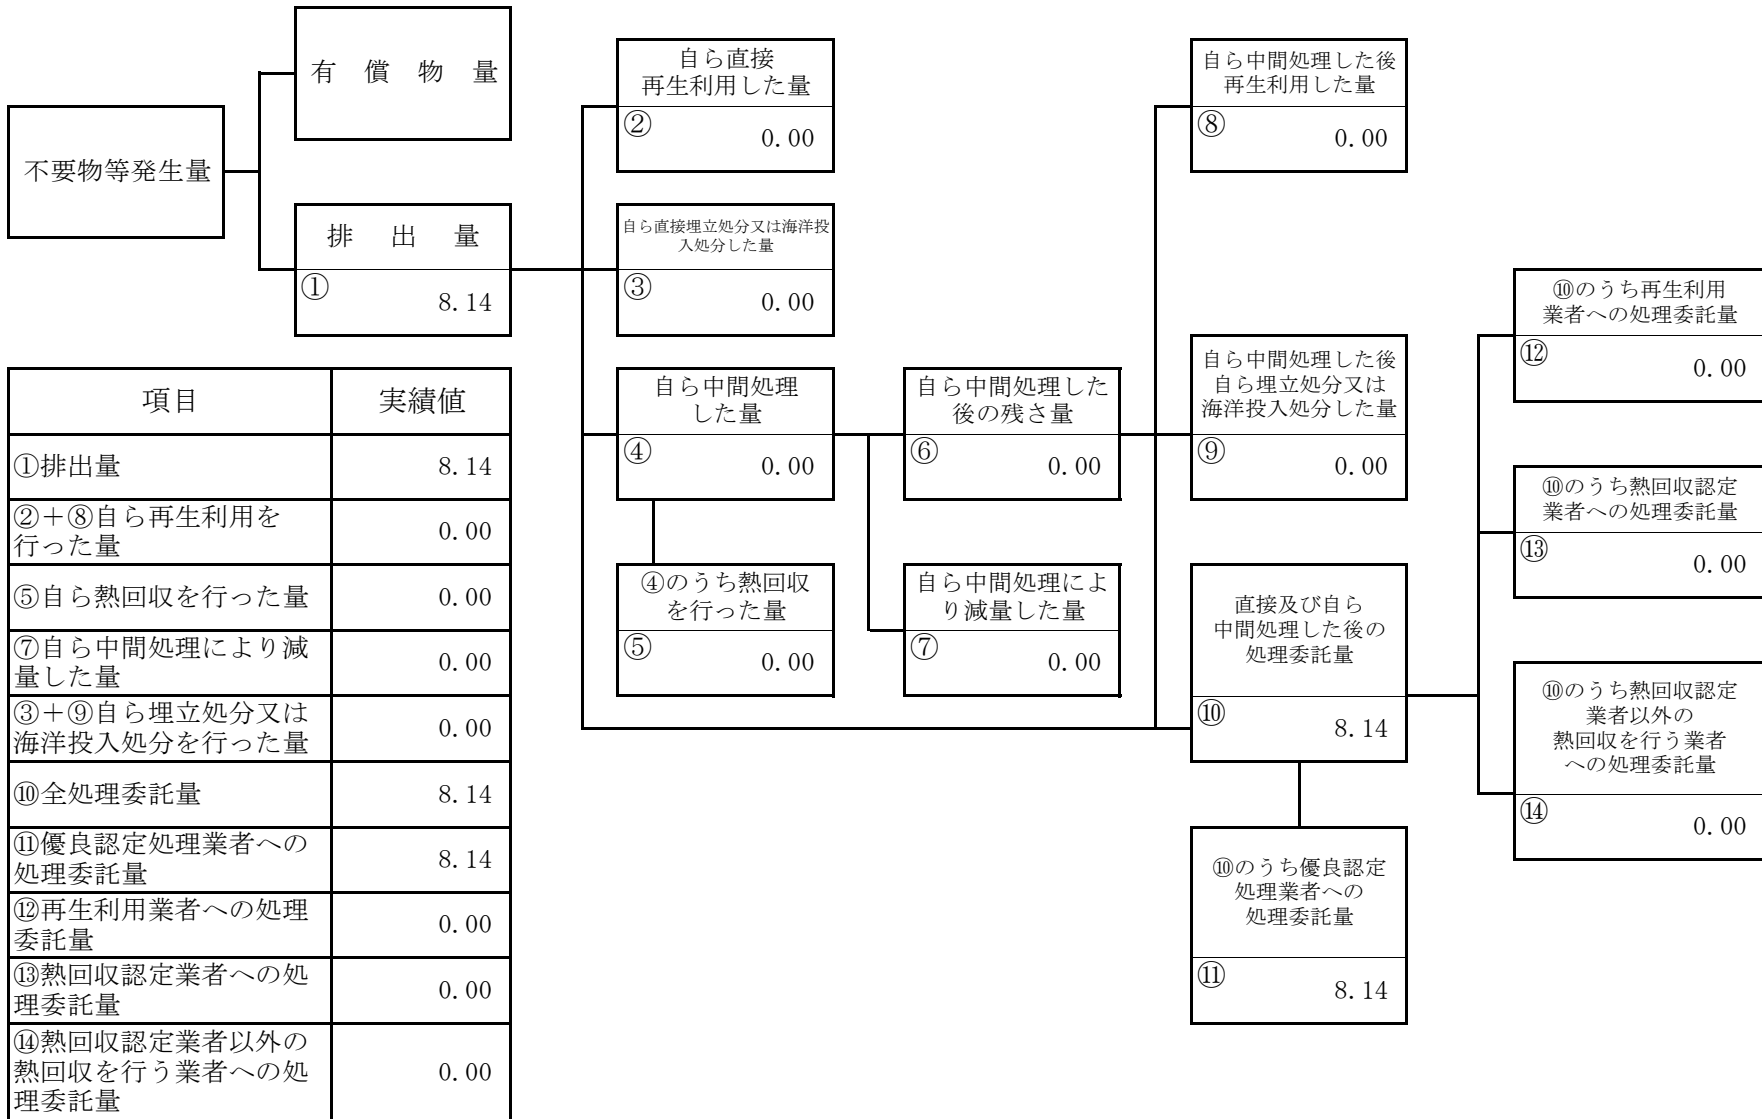 有償物量
不要物等発生量
排出量
①
8.14
自ら直接
再生利用した量
②
0.00
自ら直接埋立処分又は海洋投
入処分した量
③
0.00
自ら中間処理
した量
④
0.00
④のうち熱回収
を行った量
⑤
0.00
自ら中間処理した
後の残さ量
⑥
0.00
自ら中間処理によ
り減量した量
⑦
0.00
自ら中間処理した後
再生利用した量
⑧
0.00
自ら中間処理した後
自ら埋立処分又は
海洋投入処分した量
⑨
0.00
直接及び自ら
中間処理した後の
処理委託量
⑩
8.14
⑩のうち優良認定
処理業者への
処理委託量
⑪
8.14
⑩のうち再生利用
業者への処理委託量
⑫
0.00
⑩のうち熱回収認定
業者への処理委託量
⑬
0.00
⑩のうち熱回収認定
業者以外の
熱回収を行う業者
への処理委託量
⑭
0.00
項目 実績値
①排出量 8.14
②＋⑧自ら再生利用を
行った量 0.00
⑤自ら熱回収を行った量 0.00
⑦自ら中間処理により減
量した量 0.00
③＋⑨自ら埋立処分又は
海洋投入処分を行った量 0.00
⑩全処理委託量 8.14
⑪優良認定処理業者への
処理委託量 8.14
⑫再生利用業者への処理
委託量 0.00
⑬熱回収認定業者への処
理委託量 0.00
⑭熱回収認定業者以外の
熱回収を行う業者への処 0.00
理委託量